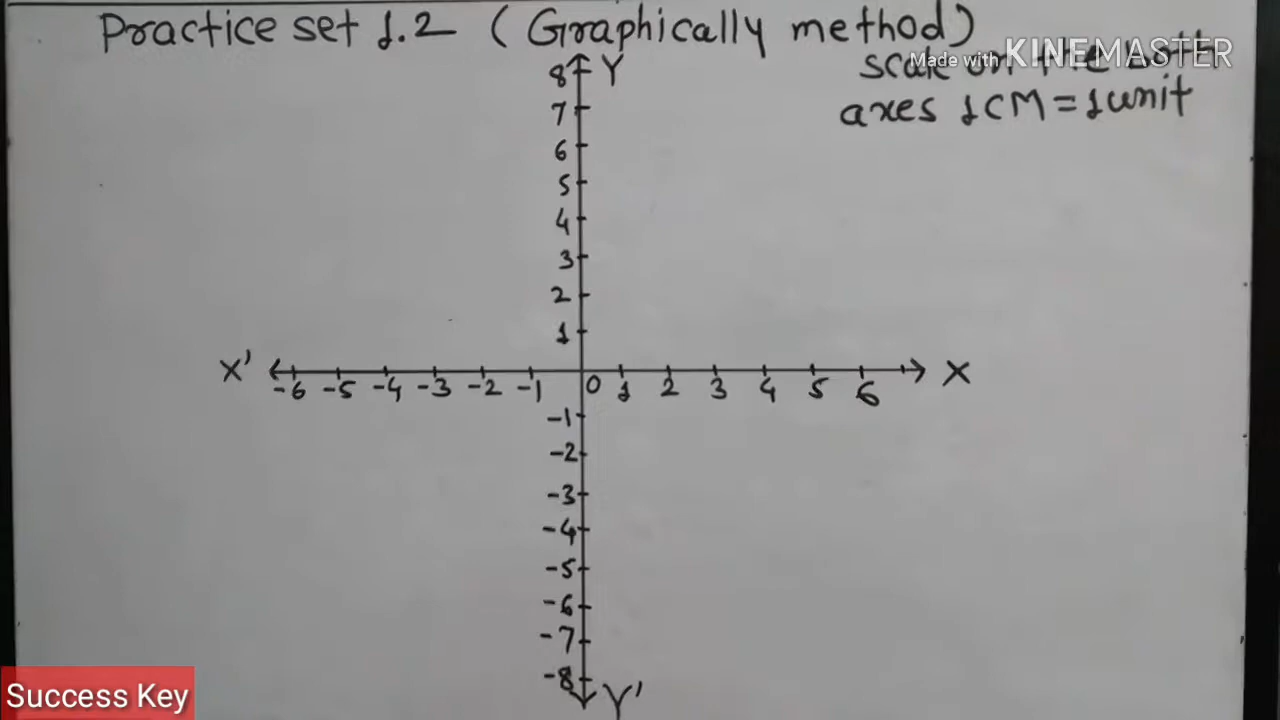 Practice set 1.2 (Graphically method)
Made with KINEMASTER
scale on the both
axes 1CM = 1unit
8 Y
7
6
5
4
3
2
1
X' -6 -5 -4 -3 -2 -1 0 1 2 3 4 5 6 X
-1
-2
-3
-4
-5
-6
-7
-8 Y'
Success Key